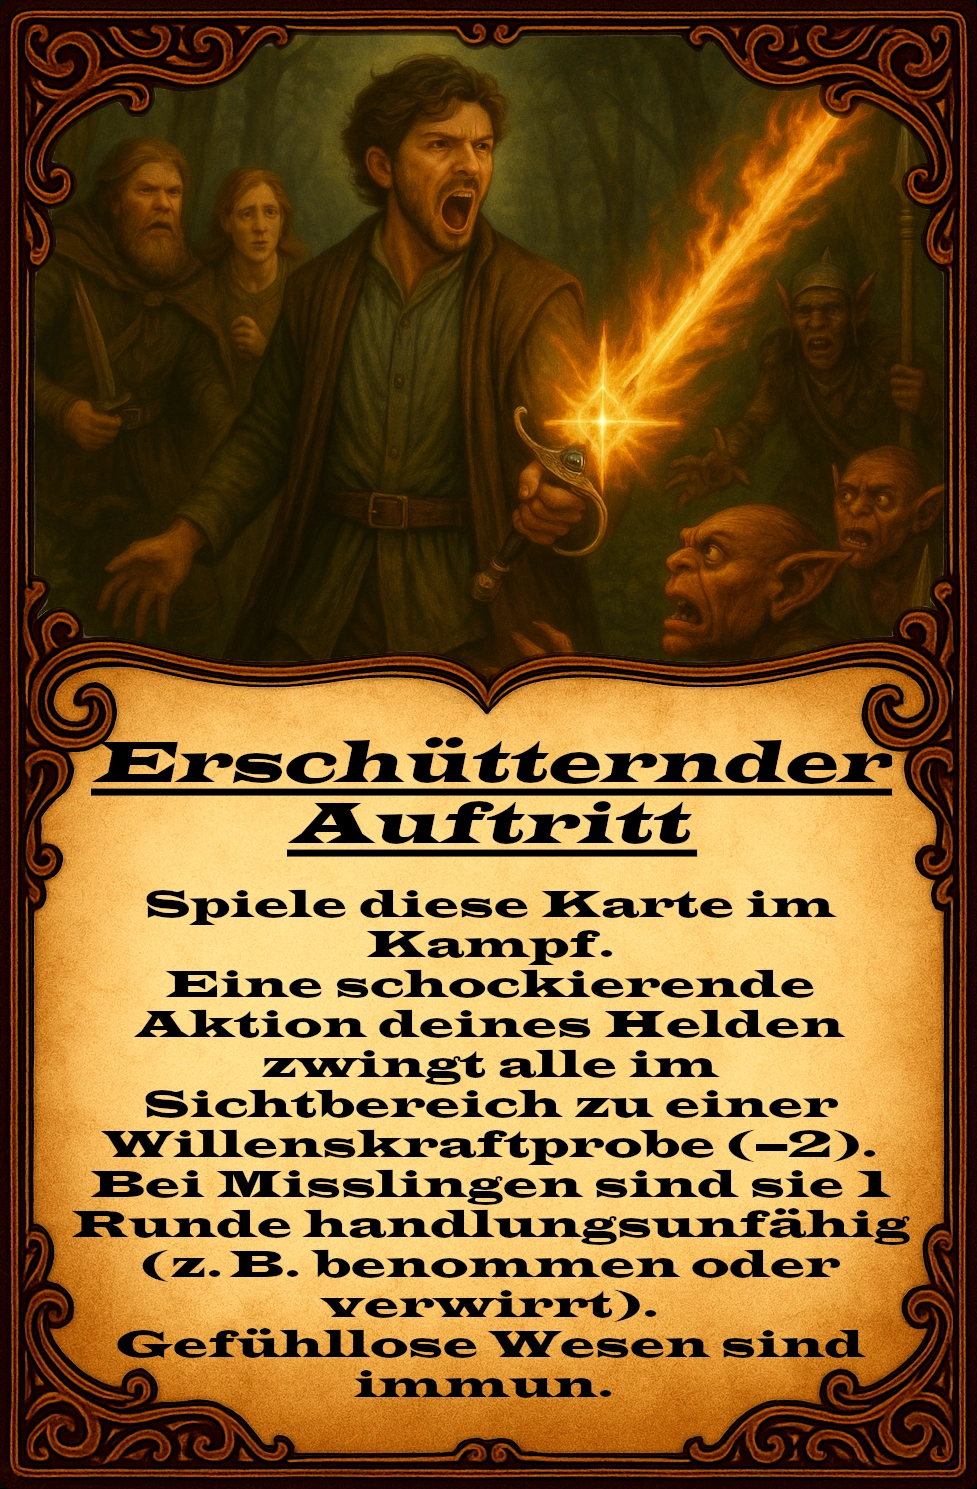 Erschütternder
Auftritt
Spiele diese Karte im
Kampf.
Eine schockierende
Aktion deines Helden
zwingt alle im
Sichtbereich zu einer
Willenskraftprobe (–2).
Bei Misslingen sind sie 1
Runde handlungsunfähig
(z. B. benommen oder
verwirrt).
Gefühllose Wesen sind
immun.